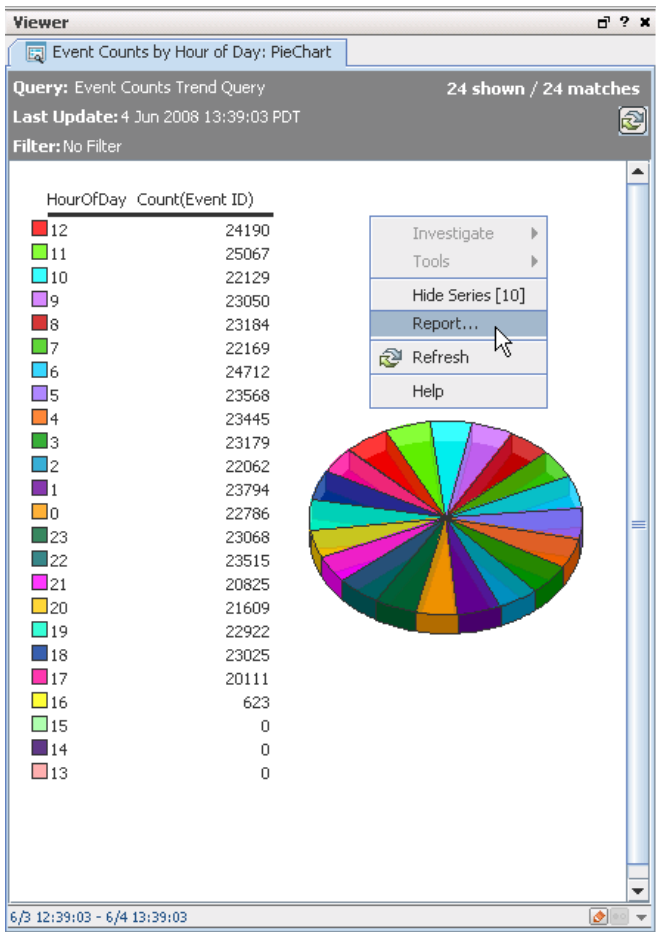 Viewer
Event Counts by Hour of Day: PieChart
Query: Event Counts Trend Query 24 shown / 24 matches
Last Update: 4 Jun 2008 13:39:03 PDT
Filter: No Filter
HourOfDay Count(Event ID)
12 24190
11 25067
10 22129
9 23050
8 23184
7 22169
6 24712
5 23568
4 23445
3 23179
2 22062
1 23794
0 22786
23 23068
22 23515
21 20825
20 21609
19 22922
18 23025
17 20111
16 623
15 0
14 0
13 0
Investigate
Tools
Hide Series [10]
Report...
Refresh
Help
6/3 12:39:03 - 6/4 13:39:03